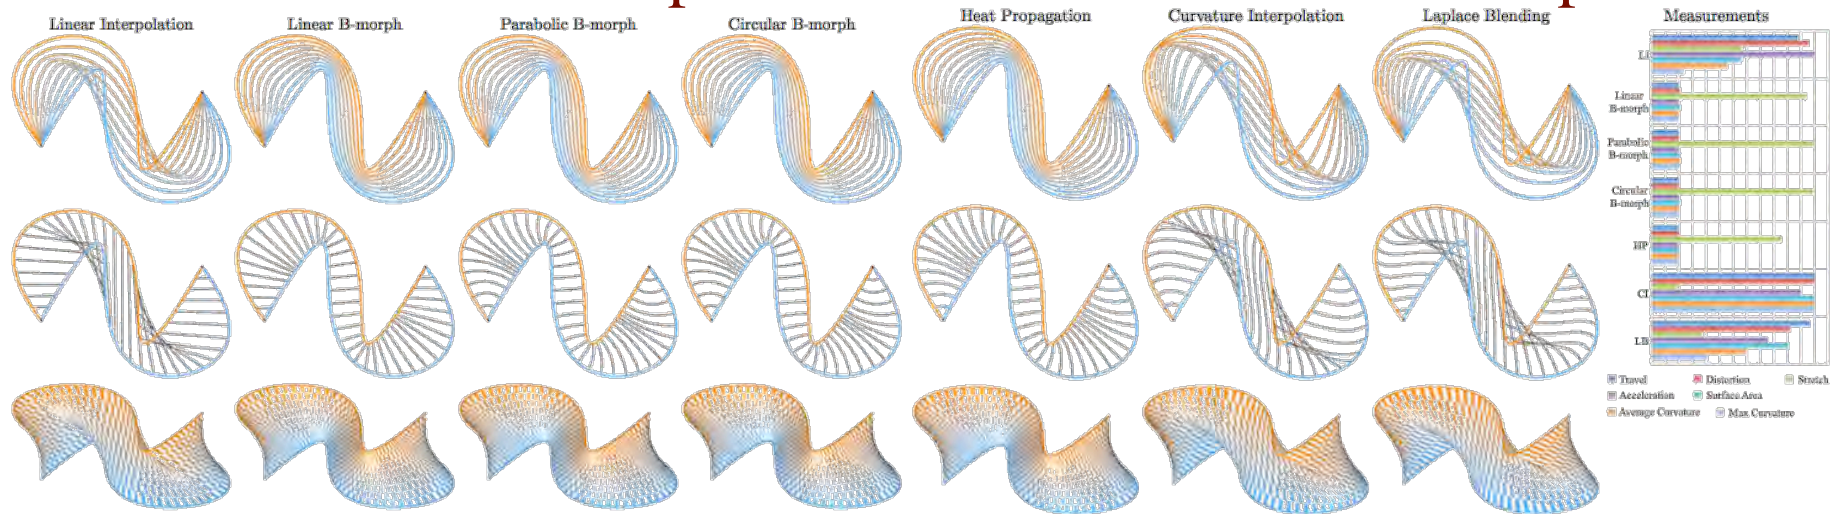 Linear Interpolation
Linear B-morph
Parabolic B-morph
Circular B-morph
Heat Propagation
Curvature Interpolation
Laplace Blending
Measurements
LI
Linear
B-morph
Parabolic
B-morph
Circular
B-morph
HP
CI
LB
Travel
Distortion
Stretch
Acceleration
Surface Area
Average Curvature
Max Curvature